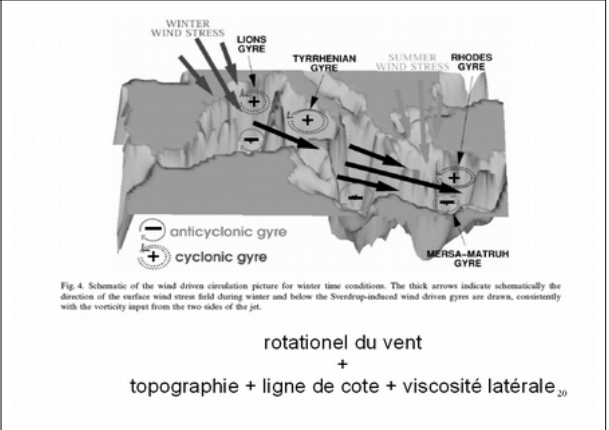 WINTER
WIND STRESS
LIONS
GYRE
TYRRHENIAN
GYRE
SUMMER
WIND STRESS
RHODES
GYRE
+
+
−
+
−
−
− anticyclonic gyre
+ cyclonic gyre
MERSA-MATRUH
GYRE
Fig. 4. Schematic of the wind driven circulation picture for winter time conditions. The thick arrows indicate schematically the
direction of the surface wind stress field during winter and below the Sverdrup-induced wind driven gyres are drawn, consistently
with the vorticity input from the two sides of the jet.
rotationel du vent
+
topographie + ligne de cote + viscosité latérale
20